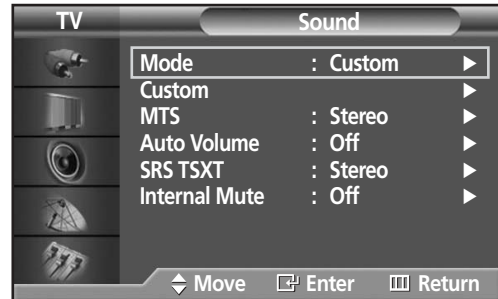 TV Sound
Mode : Custom
Custom
MTS : Stereo
Auto Volume : Off
SRS TSXT : Stereo
Internal Mute : Off
Move Enter Return